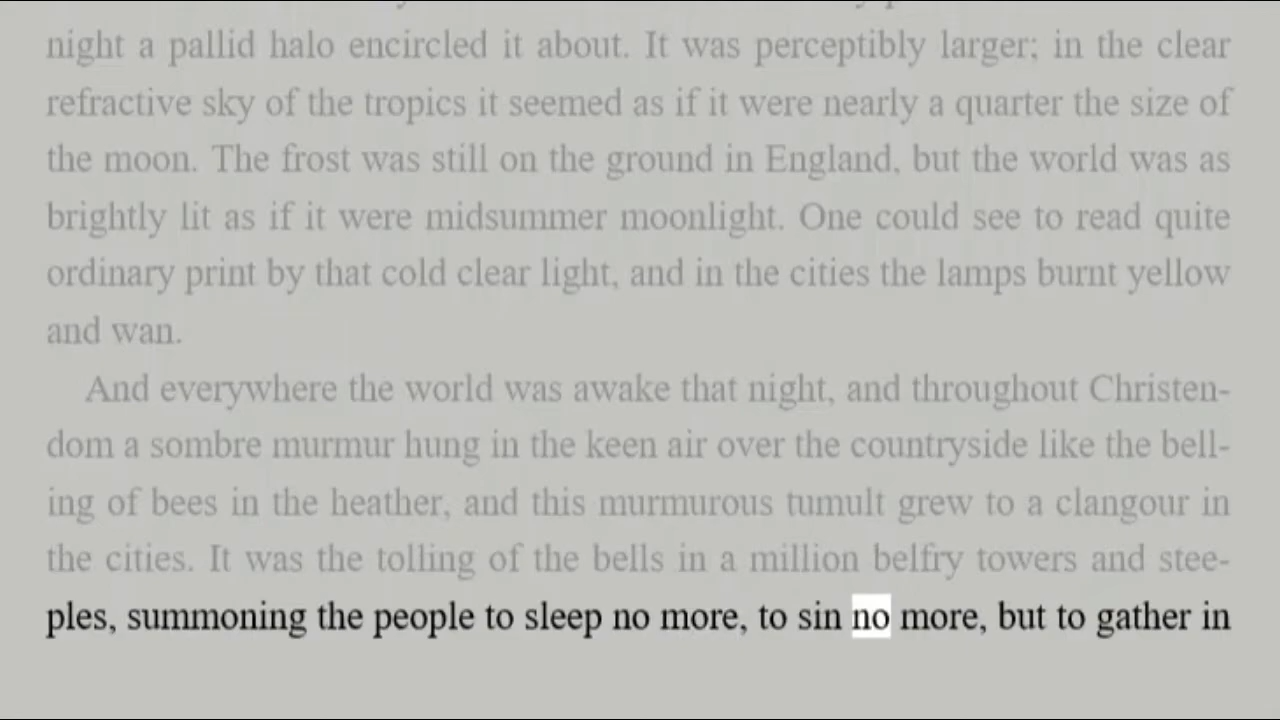 night a pallid halo encircled it about. It was perceptibly larger; in the clear
refractive sky of the tropics it seemed as if it were nearly a quarter the size of
the moon. The frost was still on the ground in England, but the world was as
brightly lit as if it were midsummer moonlight. One could see to read quite
ordinary print by that cold clear light, and in the cities the lamps burnt yellow
and wan.
And everywhere the world was awake that night, and throughout Christen-
dom a sombre murmur hung in the keen air over the countryside like the bell-
ing of bees in the heather, and this murmurous tumult grew to a clangour in
the cities. It was the tolling of the bells in a million belfry towers and stee-
ples, summoning the people to sleep no more, to sin no more, but to gather in